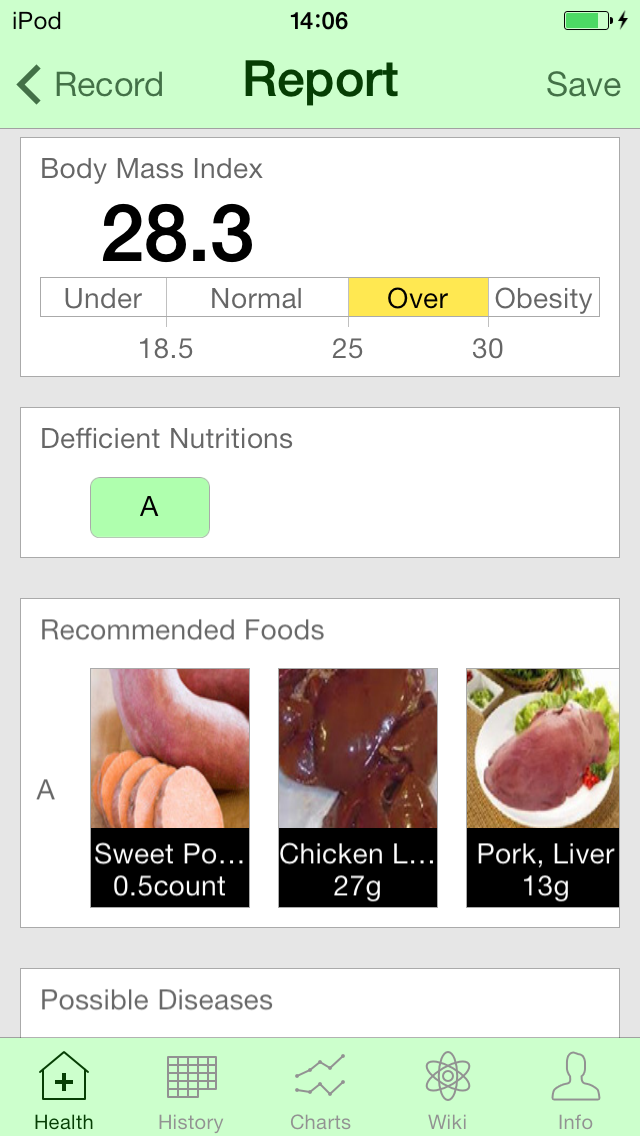 iPod 14:06
Record Report Save
Body Mass Index
28.3
Under Normal Over Obesity
18.5 25 30
Defficient Nutritions
A
Recommended Foods
A
Sweet Po... Chicken L... Pork, Liver
0.5count 27g 13g
Possible Diseases
Health History Charts Wiki Info